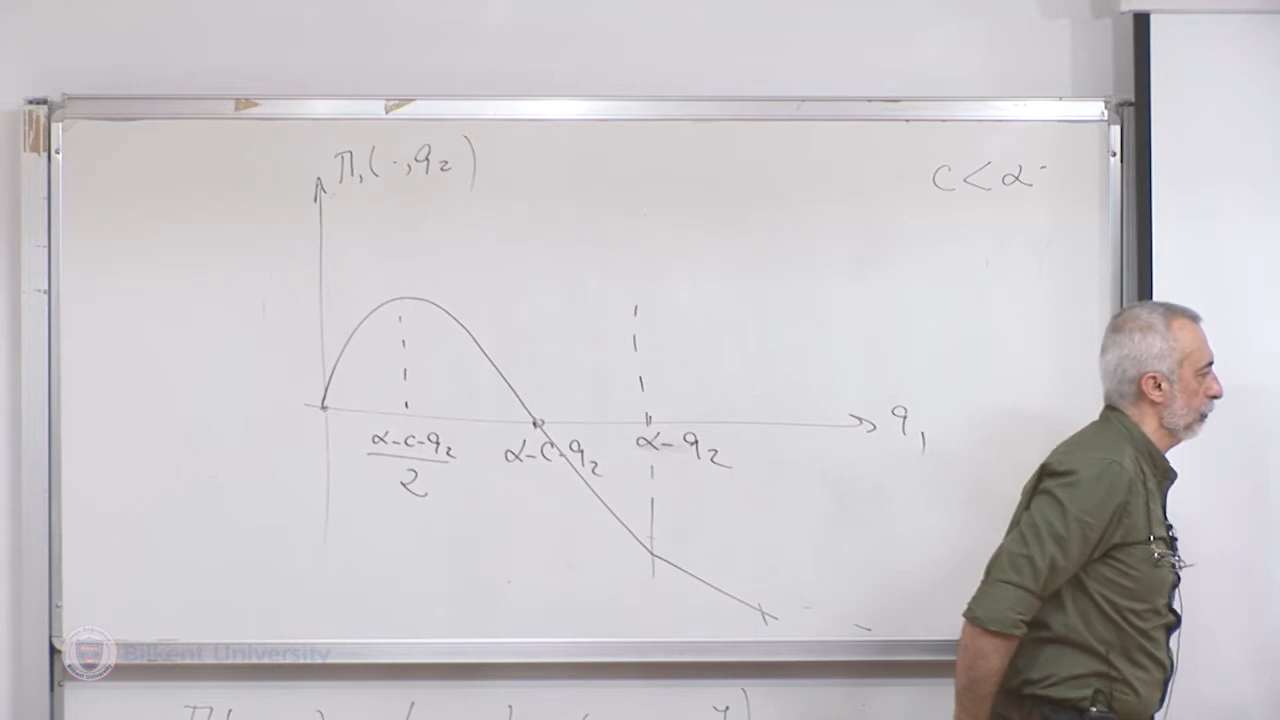 Π₁(·,q₂)
c < α
q₁
α-c-q₂
2
α-c-q₂
α-q₂
Bilkent University